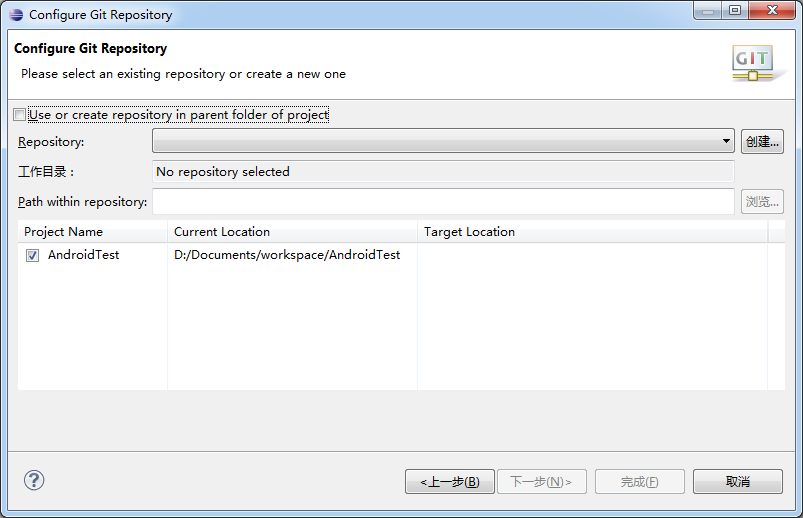 Configure Git Repository
Configure Git Repository
Please select an existing repository or create a new one
GIT
Use or create repository in parent folder of project
Repository:
创建...
工作目录：
No repository selected
Path within repository:
浏览...
Project Name Current Location Target Location
AndroidTest D:/Documents/workspace/AndroidTest
?
<上一步(B) 下一步(N)> 完成(F) 取消